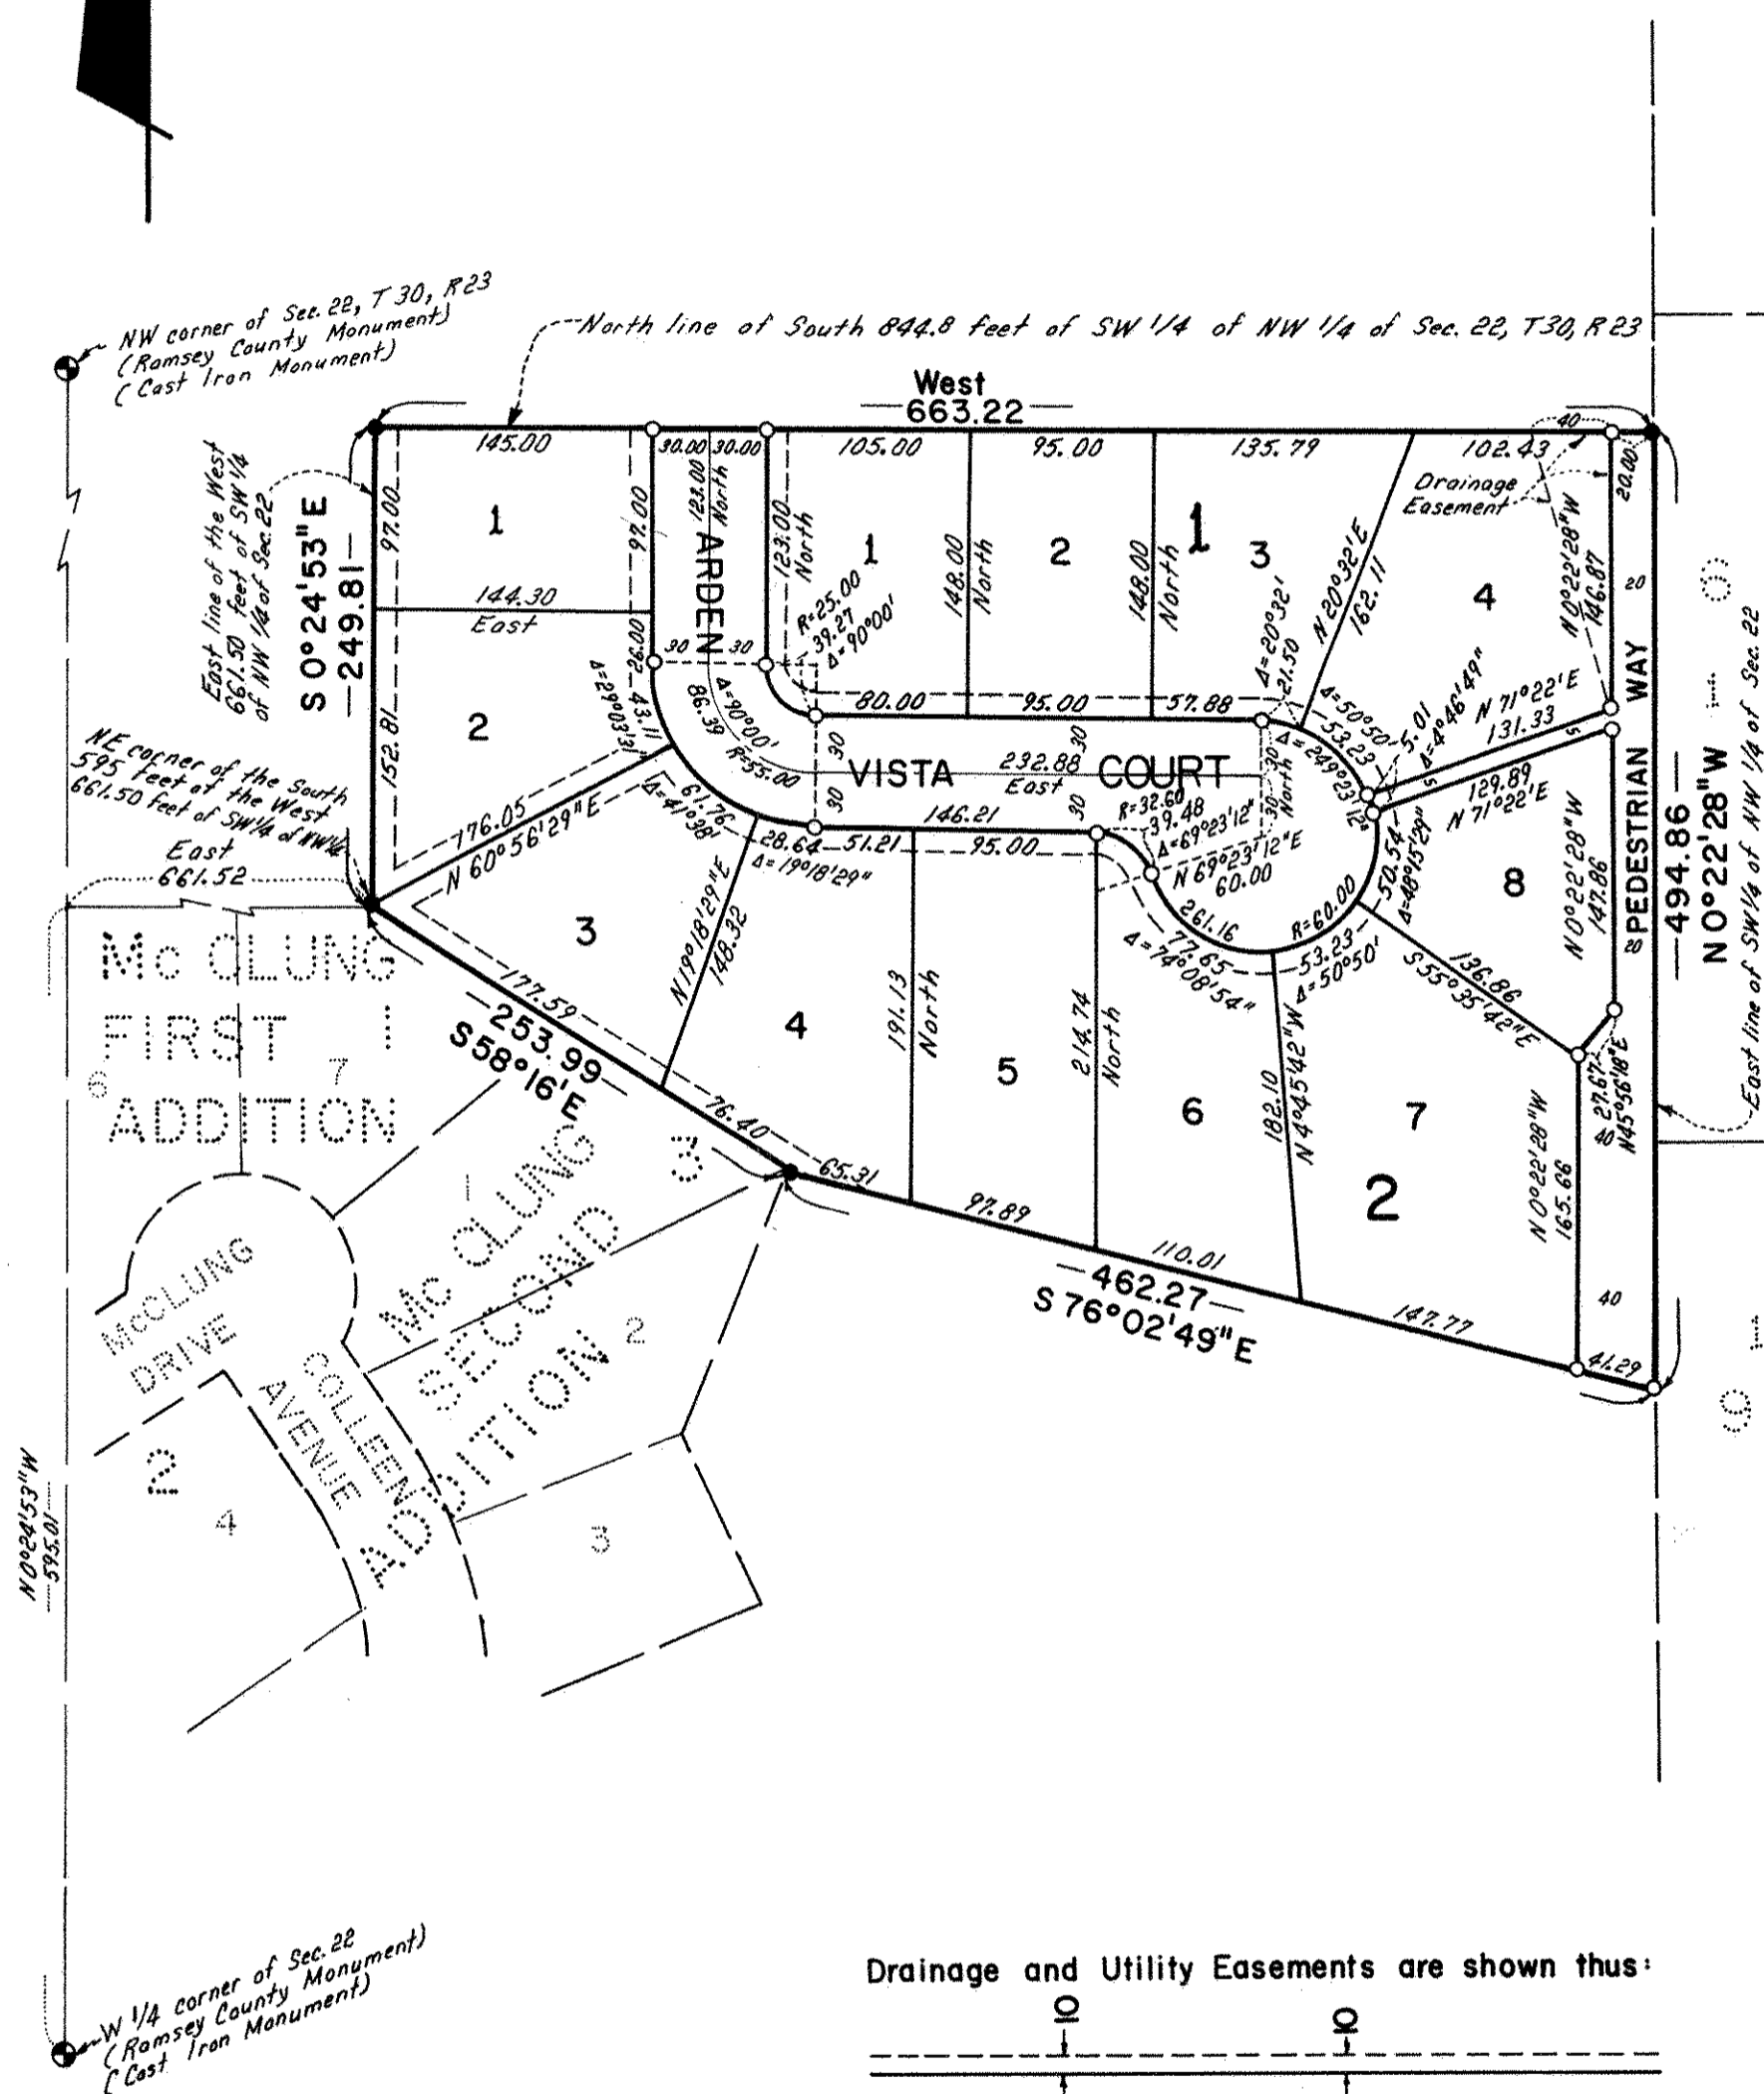 NW corner of Sec. 22, T 30, R 23
(Ramsey County Monument)
(Cast Iron Monument)
North line of South 844.8 feet of SW 1/4 of NW 1/4 of Sec. 22, T30, R 23
West
663.22
145.00
30.00
30.00
105.00
95.00
135.79
102.43
40
20.00
Drainage
Easement
East line of the West
661.50 feet of SW 1/4
of NW 1/4 of Sec. 22
S 0°24'53"E
249.81
97.00
1
97.00
123.00
North
ARDEN
123.00
North
1
148.00
North
2
148.00
North
1
3
N 20°32'E
162.11
4
N 0°22'28"W
146.87
20
144.30
East
R=25.00
39.27
Δ=90°00'
Δ=20°32'
21.50
26.00
30
30
2
152.81
Δ=29°03'31"
43.11
86.39
Δ=90°00'
R=55.00
80.00
95.00
57.88
Δ=50°50'
53.23
5.01
Δ=4°46'49"
N 71°22'E
131.33
5
5
129.89
N 71°22'E
Δ=249°23'12"
30
30
North
30
30
VISTA COURT
232.88
East
30
30
146.21
R=32.60
39.48
Δ=69°23'12"
N 69°23'12"E
60.00
NE corner of the South
595 feet of the West
661.50 feet of SW 1/4 of NW 1/4
East
661.52
176.05
N 60°56'29"E
61.76
Δ=41°38'
28.64
Δ=19°18'29"
51.21
95.00
261.16
R=60.00
77.65
Δ=74°08'54"
53.23
Δ=50°50'
50.54
Δ=48°15'29"
8
N 0°22'28"W
147.86
PEDESTRIAN WAY
20
494.86
N 0°22'28"W
East line of SW 1/4 of NW 1/4 of Sec. 22
3
N 19°18'29"E
148.32
4
191.13
North
5
214.74
North
6
182.10
N 4°45'42"W
136.86
S 55°35'42"E
7
27.67
N45°56'18"E
40
N 0°22'28"W
165.66
40
2
177.59
253.99
S 58°16'E
76.40
65.31
97.89
110.01
462.27
S 76°02'49"E
147.77
41.29
Mc CLUNG
FIRST 1
ADDITION
6
7
1
Mc CLUNG
SECOND
ADDITION
3
2
McCLUNG
DRIVE
COLLEEN
AVENUE
2
4
3
N 0°24'53"W
595.01
W 1/4 corner of Sec. 22
(Ramsey County Monument)
(Cast Iron Monument)
Drainage and Utility Easements are shown thus:
10
10